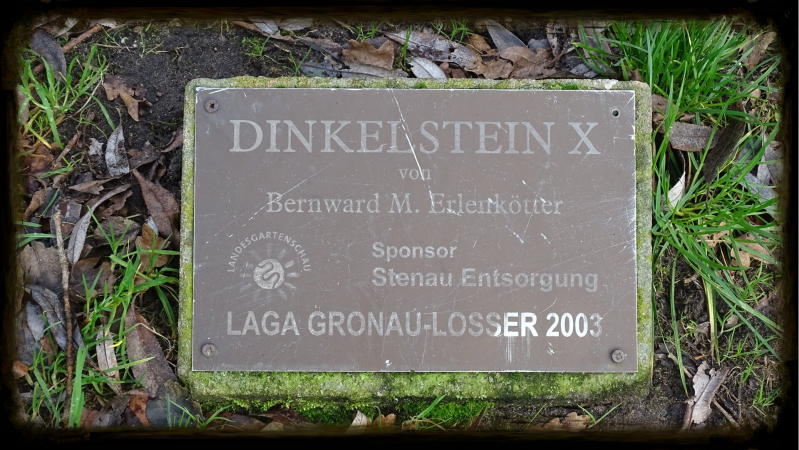 DINKELSTEIN X
von
Bernward M. Erlenkötter
LANDESGARTENSCHAU
Sponsor
Stenau Entsorgung
LAGA GRONAU-LOSSER 2003